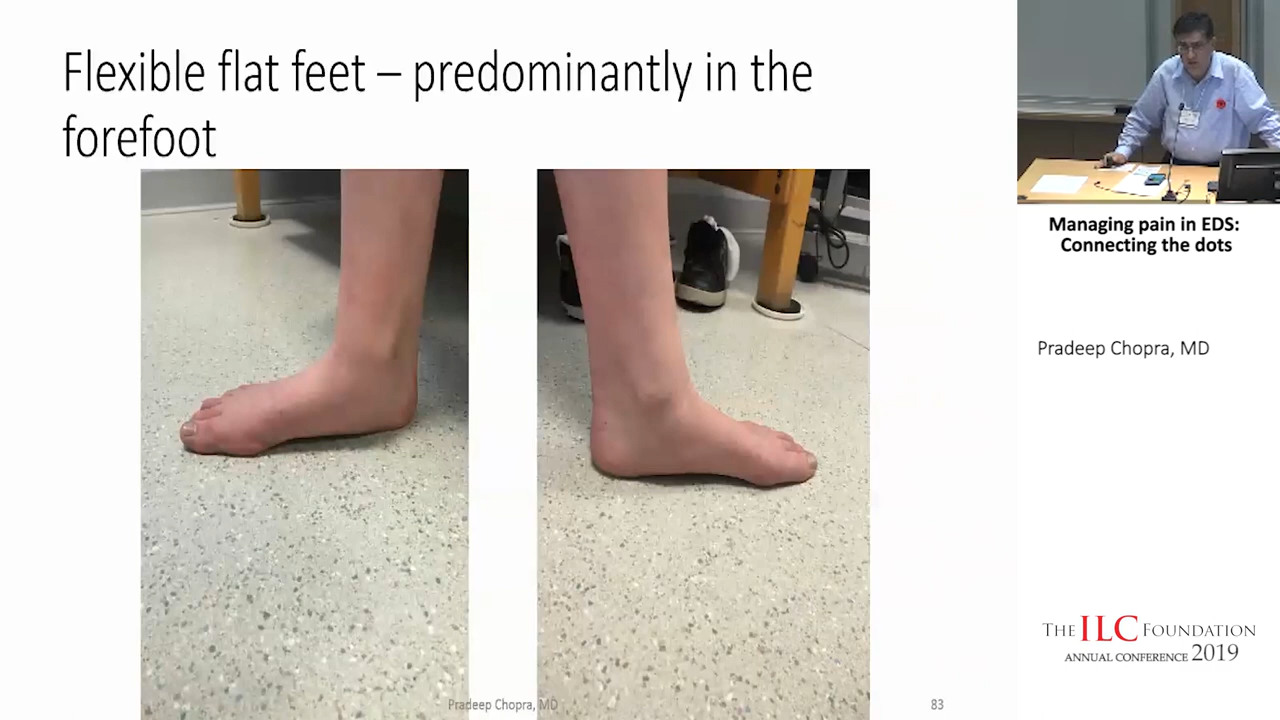 Flexible flat feet – predominantly in the
forefoot
Managing pain in EDS:
Connecting the dots
Pradeep Chopra, MD
THE ILC FOUNDATION
ANNUAL CONFERENCE 2019
Pradeep Chopra, MD
83